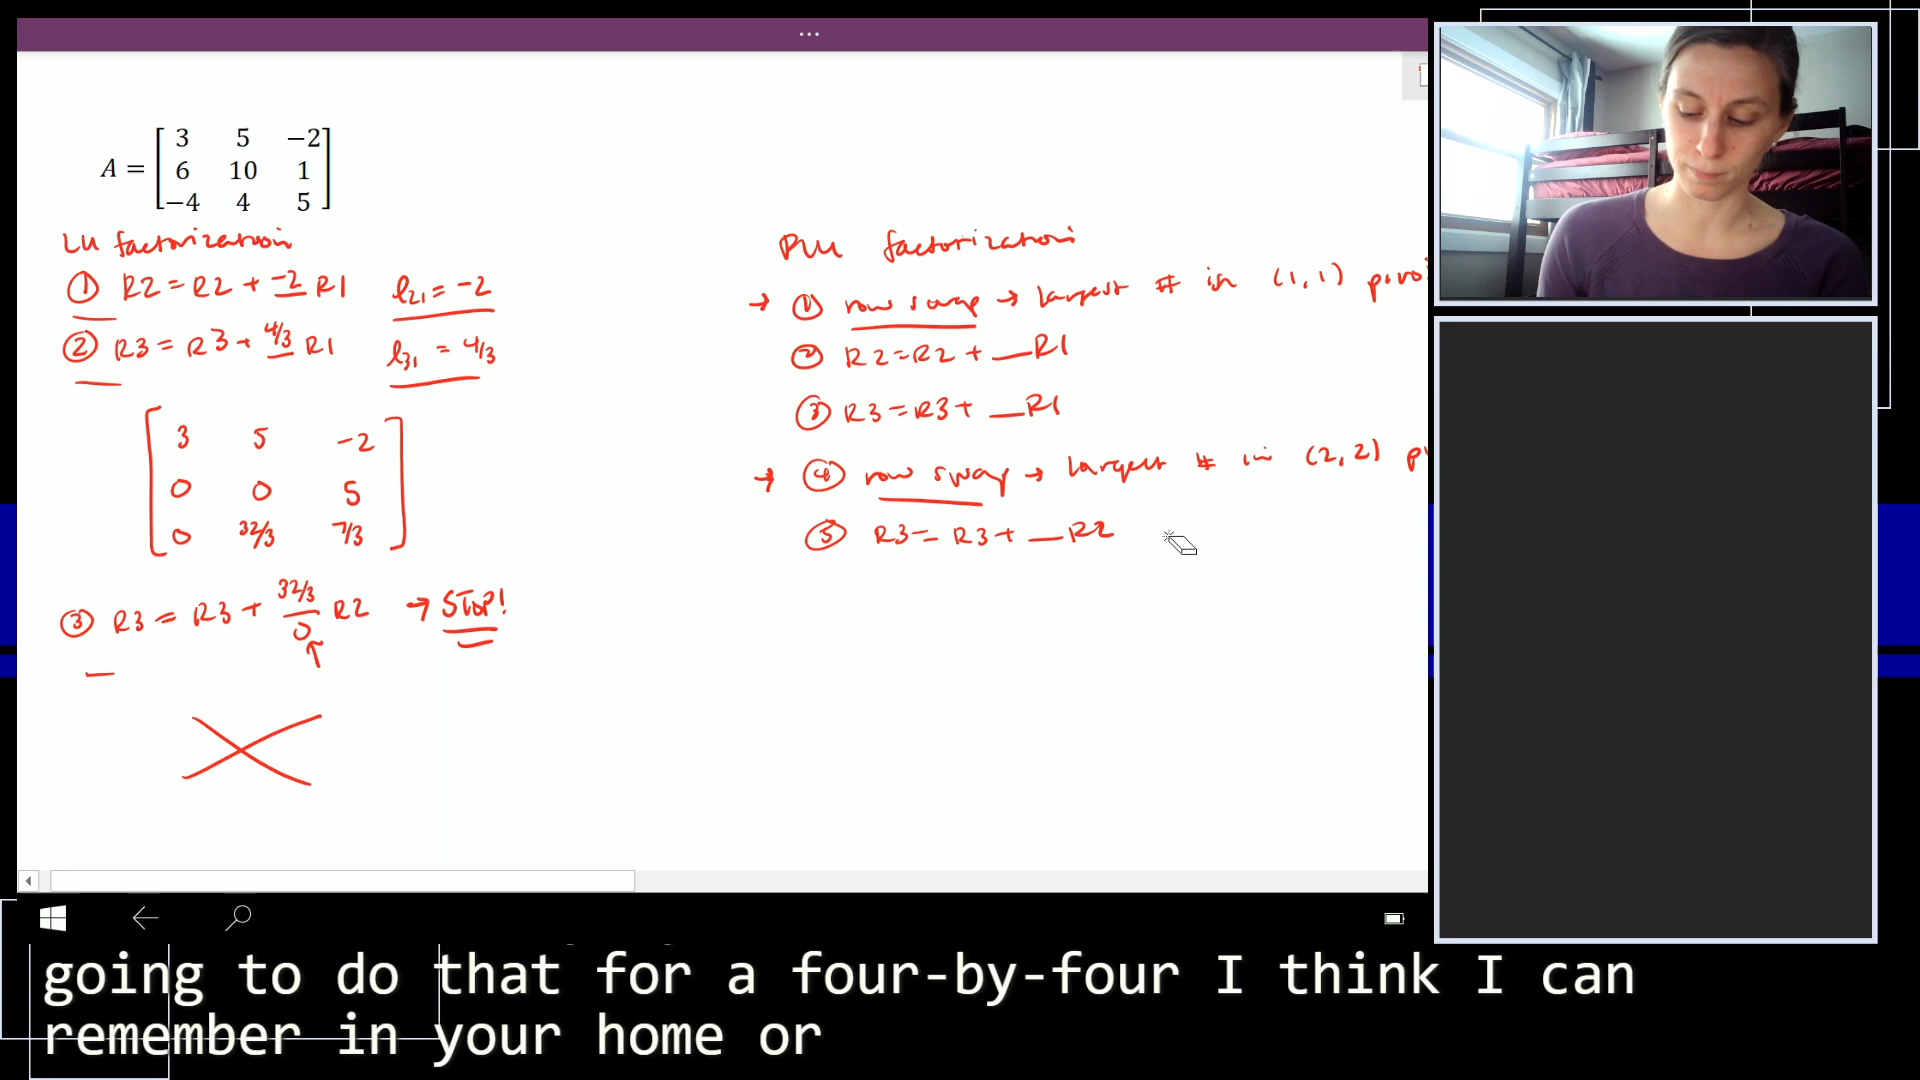 ...
A = [ 3 5 −2
6 10 1
−4 4 5 ]
LU factorization
① R2 = R2 + -2 R1 l21 = -2
② R3 = R3 + 4/3 R1 l31 = 4/3
[ 3 5 -2
0 0 5
0 32/3 7/3 ]
③ R3 = R3 + 32/3 / 0 R2 → STOP!
↑
PLU factorization
→ ① row swap → largest # in (1,1)
② R2 = R2 + __ R1
③ R3 = R3 + __ R1
→ ④ row swap → largest # in (2,2)
⑤ R3 = R3 + __ R2
going to do that for a four-by-four I think I can
remember in your home or